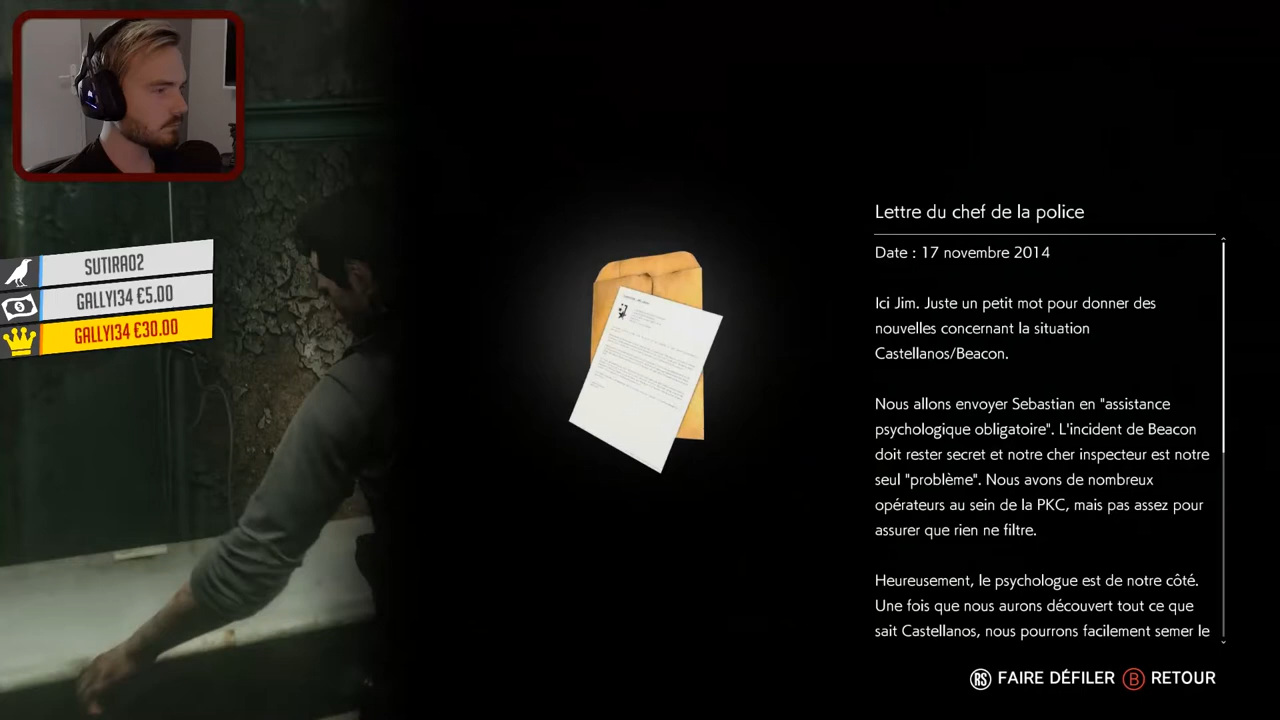 SUTIRA02
GALLY134 €5.00
GALLY134 €30.00
Lettre du chef de la police
Date : 17 novembre 2014
Ici Jim. Juste un petit mot pour donner des
nouvelles concernant la situation
Castellanos/Beacon.
Nous allons envoyer Sebastian en "assistance
psychologique obligatoire". L'incident de Beacon
doit rester secret et notre cher inspecteur est notre
seul "problème". Nous avons de nombreux
opérateurs au sein de la PKC, mais pas assez pour
assurer que rien ne filtre.
Heureusement, le psychologue est de notre côté.
Une fois que nous aurons découvert tout ce que
sait Castellanos, nous pourrons facilement semer le
RS FAIRE DÉFILER B RETOUR